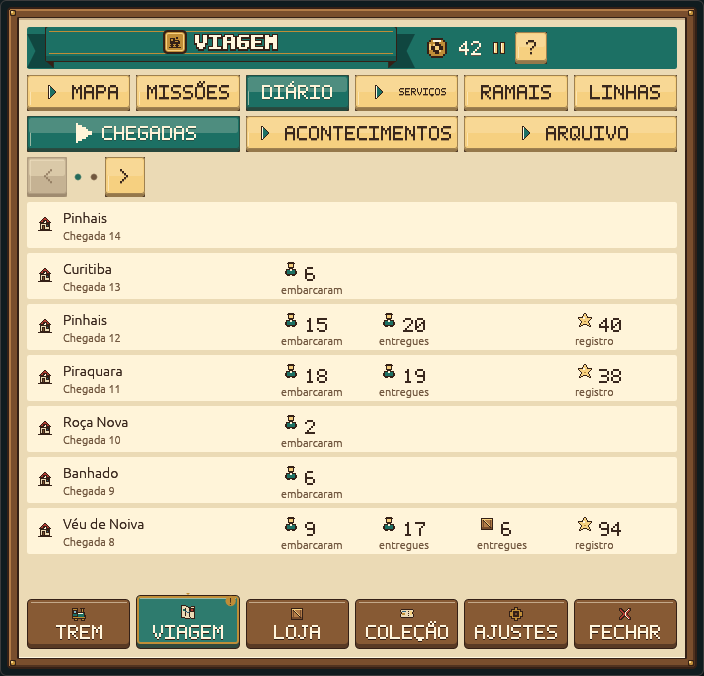 VIAGEM
42
?
MAPA
MISSÕES
DIÁRIO
SERVIÇOS
RAMAIS
LINHAS
CHEGADAS
ACONTECIMENTOS
ARQUIVO
<
>
Pinhais
Chegada 14
Curitiba
Chegada 13
6
embarcaram
Pinhais
Chegada 12
15
embarcaram
20
entregues
40
registro
Piraquara
Chegada 11
18
embarcaram
19
entregues
38
registro
Roça Nova
Chegada 10
2
embarcaram
Banhado
Chegada 9
6
embarcaram
Véu de Noiva
Chegada 8
9
embarcaram
17
entregues
6
entregues
94
registro
TREM
VIAGEM
!
LOJA
COLEÇÃO
AJUSTES
FECHAR